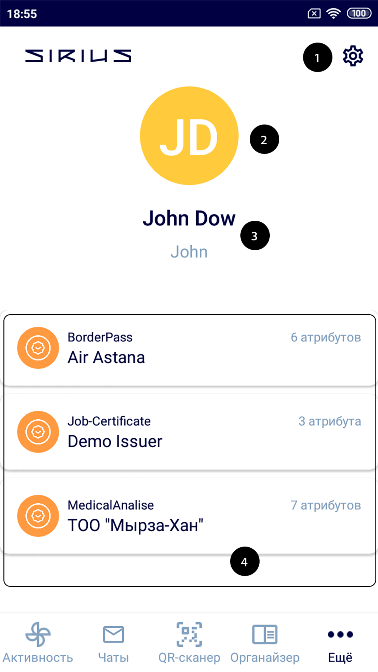 18:55
100
SIRIUS
1
JD
2
John Dow
3
John
BorderPass
6 атрибутов
Air Astana
Job-Certificate
3 атрибута
Demo Issuer
MedicalAnalise
7 атрибутов
ТОО "Мырза-Хан"
4
Активность
Чаты
QR-сканер
Органайзер
Ещё